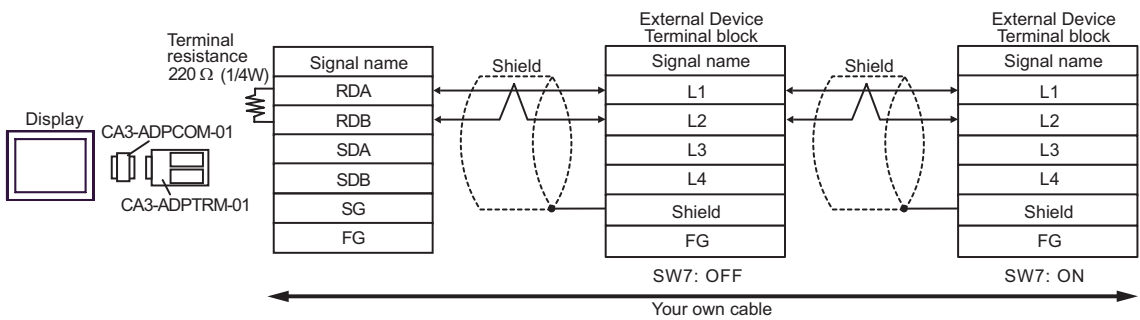 Display
CA3-ADPCOM-01
CA3-ADPTRM-01
Terminal
resistance
220 Ω (1/4W)
Signal name
RDA
RDB
SDA
SDB
SG
FG
Shield
External Device
Terminal block
Signal name
L1
L2
L3
L4
Shield
FG
SW7: OFF
Shield
External Device
Terminal block
Signal name
L1
L2
L3
L4
Shield
FG
SW7: ON
Your own cable